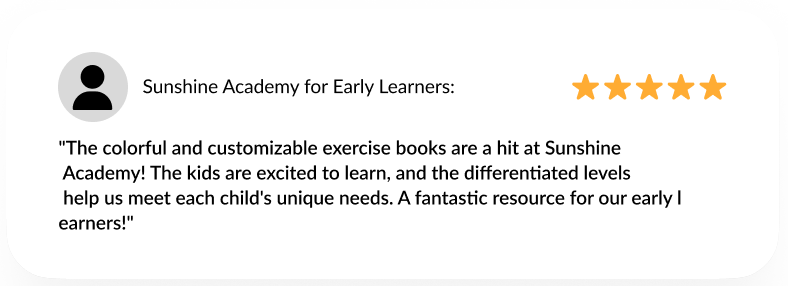 Sunshine Academy for Early Learners:
"The colorful and customizable exercise books are a hit at Sunshine
Academy! The kids are excited to learn, and the differentiated levels
help us meet each child's unique needs. A fantastic resource for our early l
earners!"